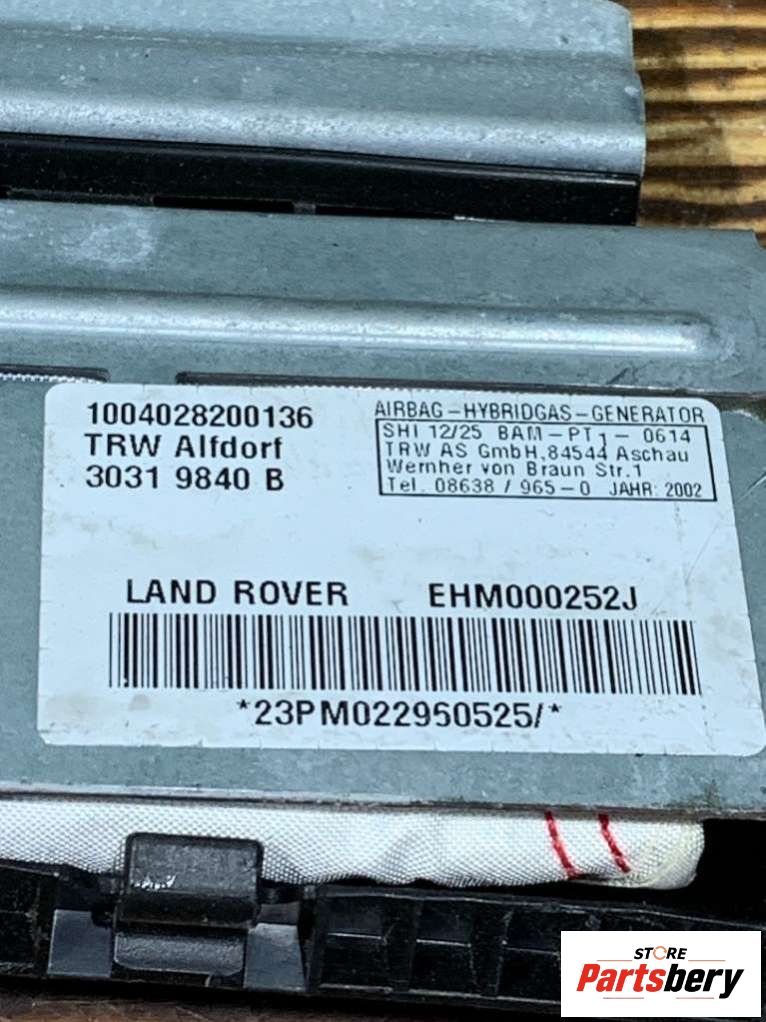 1004028200136
TRW Alfdorf
3031 9840 B
AIRBAG-HYBRIDGAS-GENERATOR
SHI 12/25 BAM-PT1- 0614
TRW AS GmbH,84544 Aschau
Wernher von Braun Str.1
Tel. 08638 / 965-0 JAHR: 2002
LAND ROVER EHM000252J
*23PM022960525/*
STORE
Partsbery